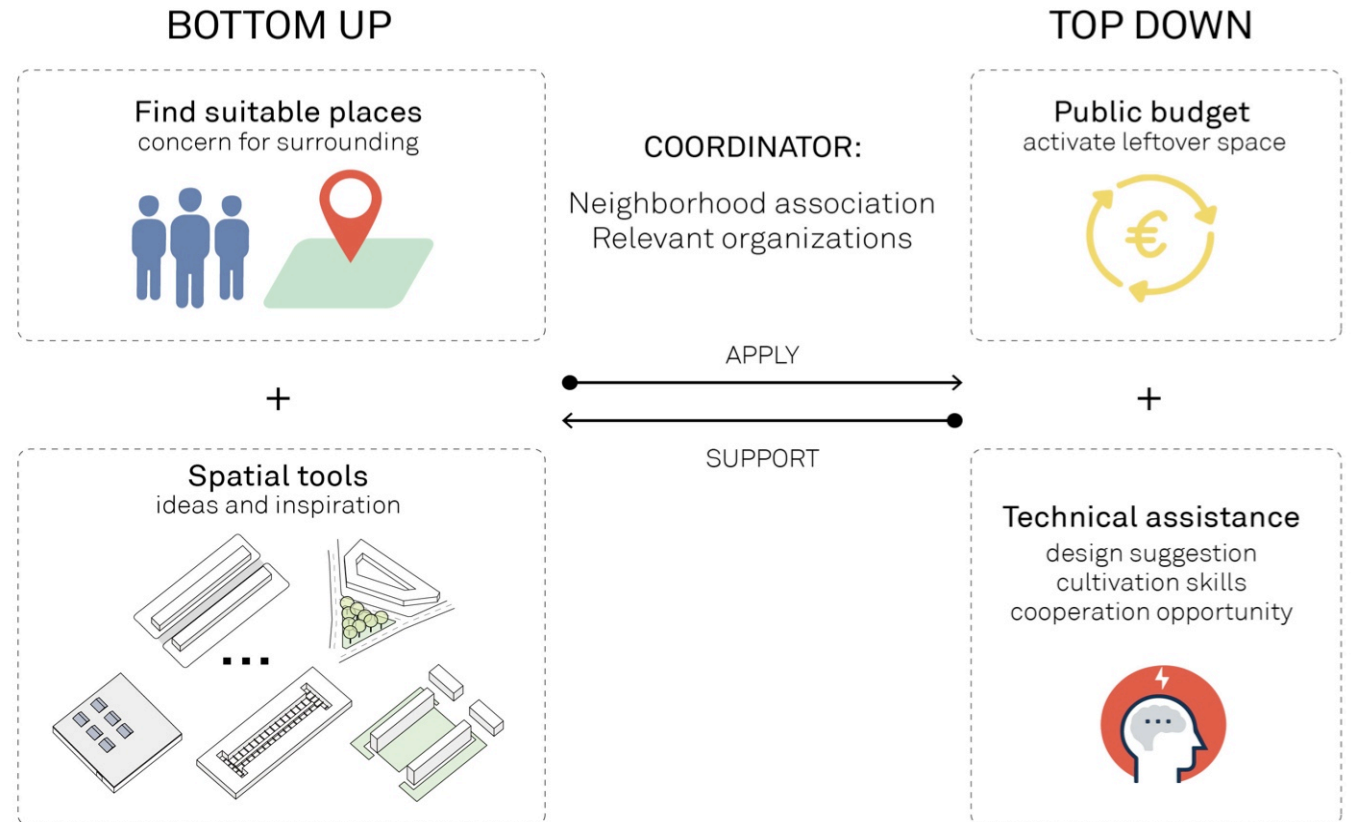 BOTTOM UP
Find suitable places
concern for surrounding
+
Spatial tools
ideas and inspiration
...
COORDINATOR:
Neighborhood association
Relevant organizations
APPLY
SUPPORT
TOP DOWN
Public budget
activate leftover space
€
+
Technical assistance
design suggestion
cultivation skills
cooperation opportunity
...